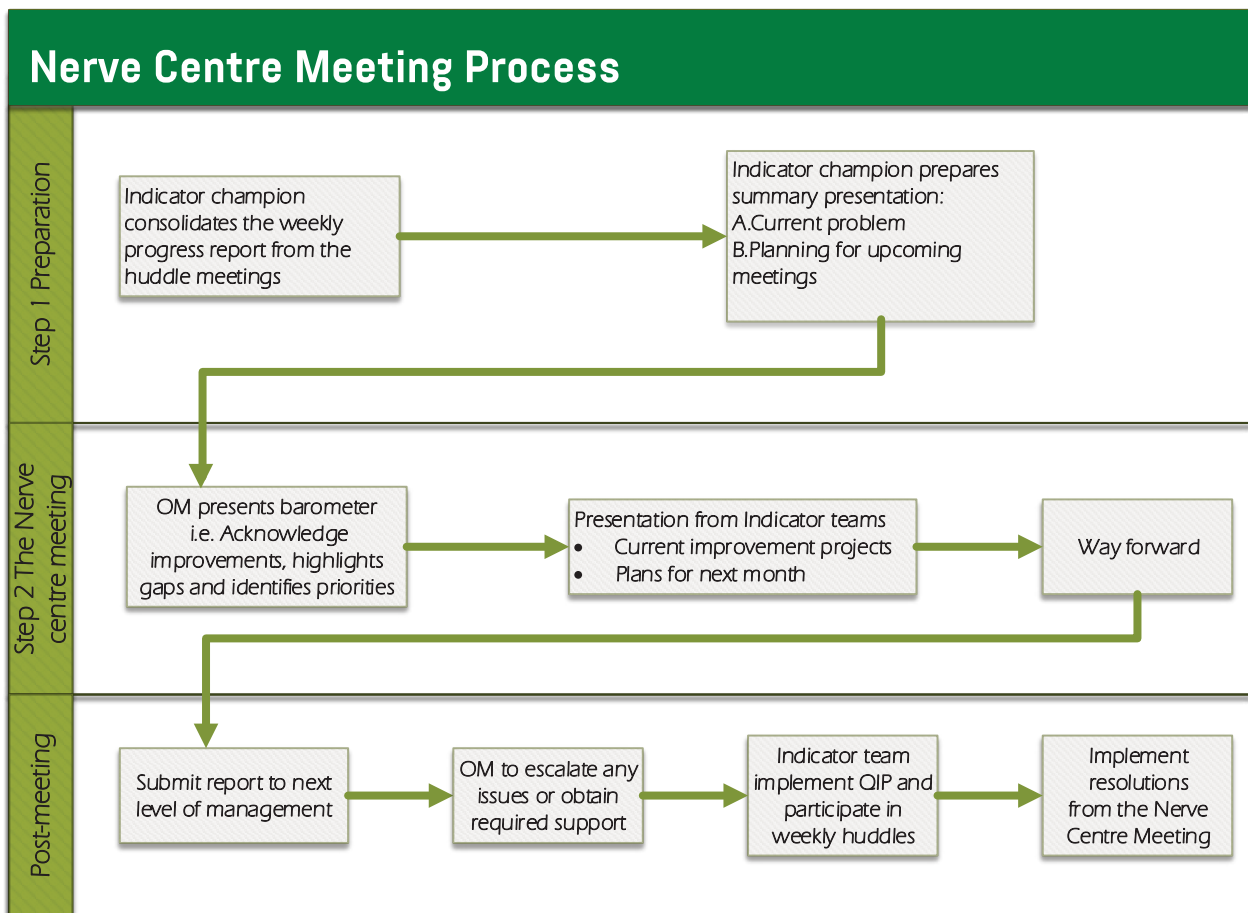 Nerve Centre Meeting Process
Step 1 Preparation
Indicator champion
consolidates the weekly
progress report from the
huddle meetings
Indicator champion prepares
summary presentation:
A.Current problem
B.Planning for upcoming
meetings
Step 2 The Nerve
centre meeting
OM presents barometer
i.e. Acknowledge
improvements, highlights
gaps and identifies priorities
Presentation from Indicator teams
• Current improvement projects
• Plans for next month
Way forward
Post-meeting
Submit report to next
level of management
OM to escalate any
issues or obtain
required support
Indicator team
implement QIP and
participate in
weekly huddles
Implement
resolutions
from the Nerve
Centre Meeting